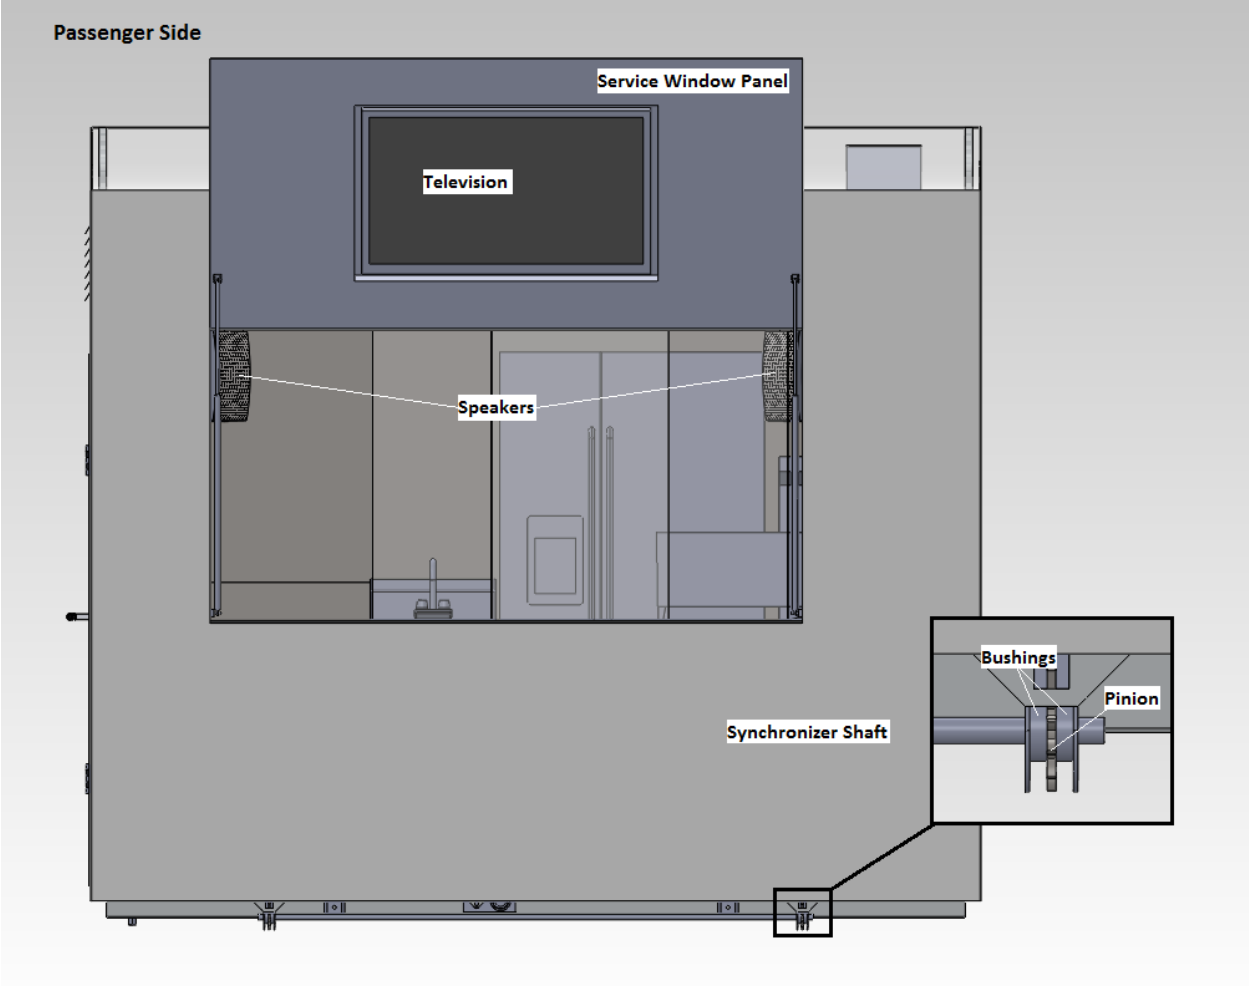 Passenger Side
Service Window Panel
Television
Speakers
Bushings
Pinion
Synchronizer Shaft